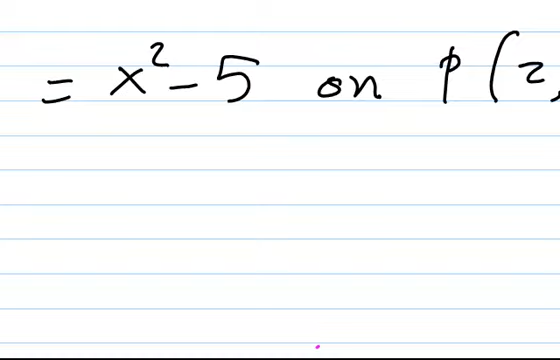 = x² - 5 on P(2,